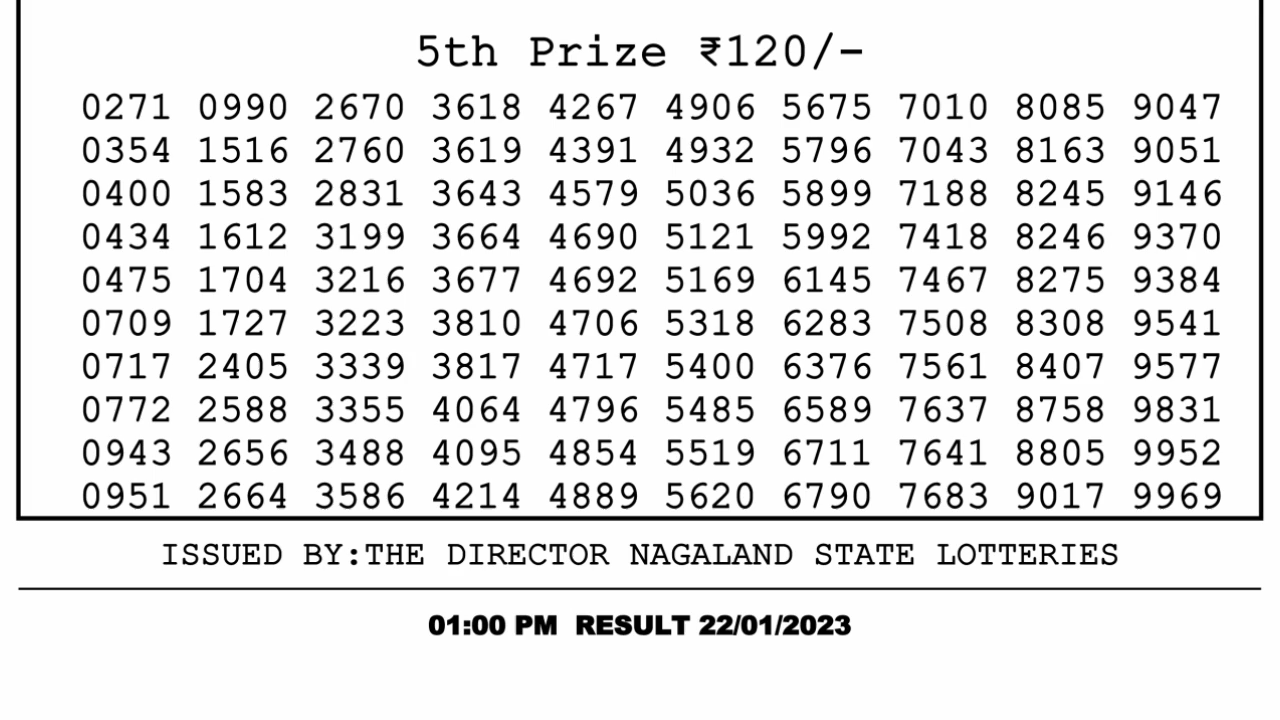 5th Prize ₹120/-
0271 0990 2670 3618 4267 4906 5675 7010 8085 9047
0354 1516 2760 3619 4391 4932 5796 7043 8163 9051
0400 1583 2831 3643 4579 5036 5899 7188 8245 9146
0434 1612 3199 3664 4690 5121 5992 7418 8246 9370
0475 1704 3216 3677 4692 5169 6145 7467 8275 9384
0709 1727 3223 3810 4706 5318 6283 7508 8308 9541
0717 2405 3339 3817 4717 5400 6376 7561 8407 9577
0772 2588 3355 4064 4796 5485 6589 7637 8758 9831
0943 2656 3488 4095 4854 5519 6711 7641 8805 9952
0951 2664 3586 4214 4889 5620 6790 7683 9017 9969
ISSUED BY:THE DIRECTOR NAGALAND STATE LOTTERIES
01:00 PM RESULT 22/01/2023